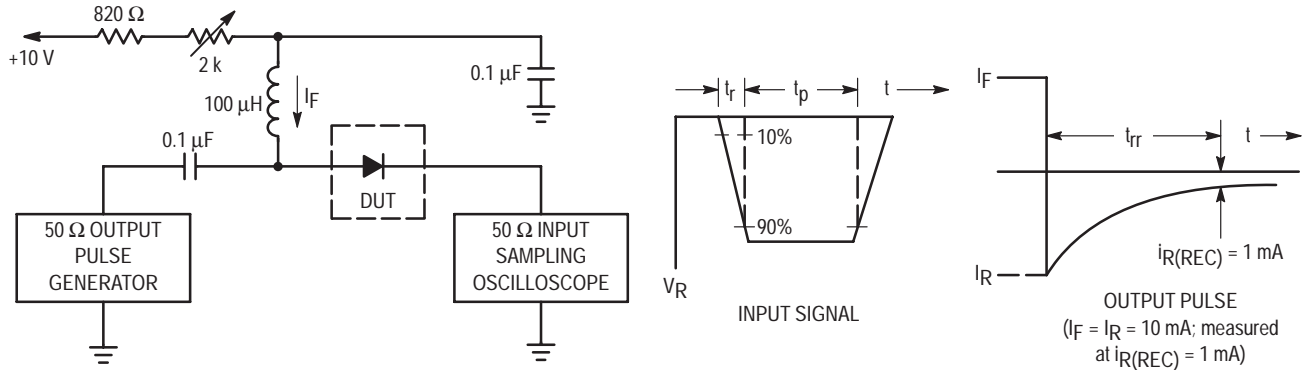 820 Ω
+10 V
2 k
100 μH
I_F
0.1 μF
0.1 μF
DUT
50 Ω OUTPUT
PULSE
GENERATOR
50 Ω INPUT
SAMPLING
OSCILLOSCOPE
t_r
t_p
t
10%
90%
V_R
INPUT SIGNAL
I_F
t_rr
t
I_R
i_R(REC) = 1 mA
OUTPUT PULSE
(I_F = I_R = 10 mA; measured
at i_R(REC) = 1 mA)